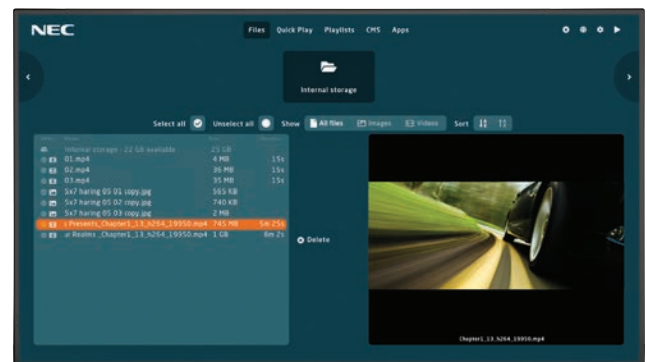 NEC
Files Quick Play Playlists CMS Apps
Internal storage
Select all Unselect all Show All files Images Videos Sort
Internal storage - 22 GB available 25 GB
01.mp4 4 MB 15s
02.mp4 36 MB 15s
03.mp4 35 MB 15s
5x7 haring 05 01 copy.jpg 565 KB
5x7 haring 05 02 copy.jpg 740 KB
5x7 haring 05 03 copy.jpg 2 MB
s Presents_Chapter1_13_h264_19950.mp4 745 MB 5m 25s
al Realms _Chapter1_13_h264_19950.mp4 1 GB 8m 2s
Delete
Chapter1_13_h264_19950.mp4